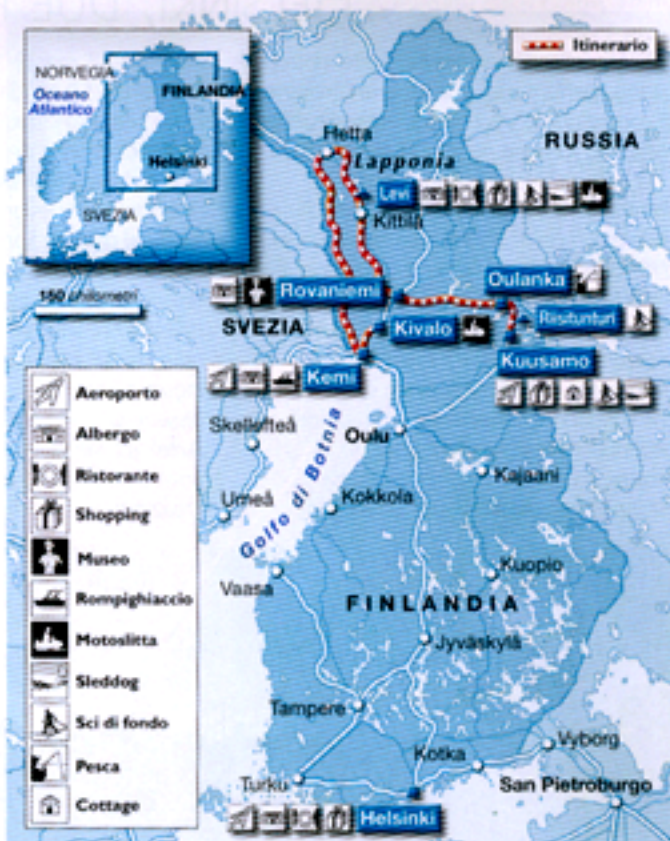 NORVEGIA
Oceano
Atlantico
FINLANDIA
Helsinki
SVEZIA
Itinerario
RUSSIA
Hetta
Lapponia
Levi
Kittilä
Rovaniemi
Oulanka
SVEZIA
Kivalo
Riisitunturi
Kemi
Kuusamo
150 chilometri
Aeroporto
Albergo
Ristorante
Shopping
Museo
Rompighiaccio
Motoslitta
Sleddog
Sci di fondo
Pesca
Cottage
Skellefteå
Oulu
Golfo di Botnia
Kajaani
Umeå
Kokkola
Vaasa
Kuopio
FINLANDIA
Jyväskylä
Tampere
Kotka
Vyborg
Turku
San Pietroburgo
Helsinki